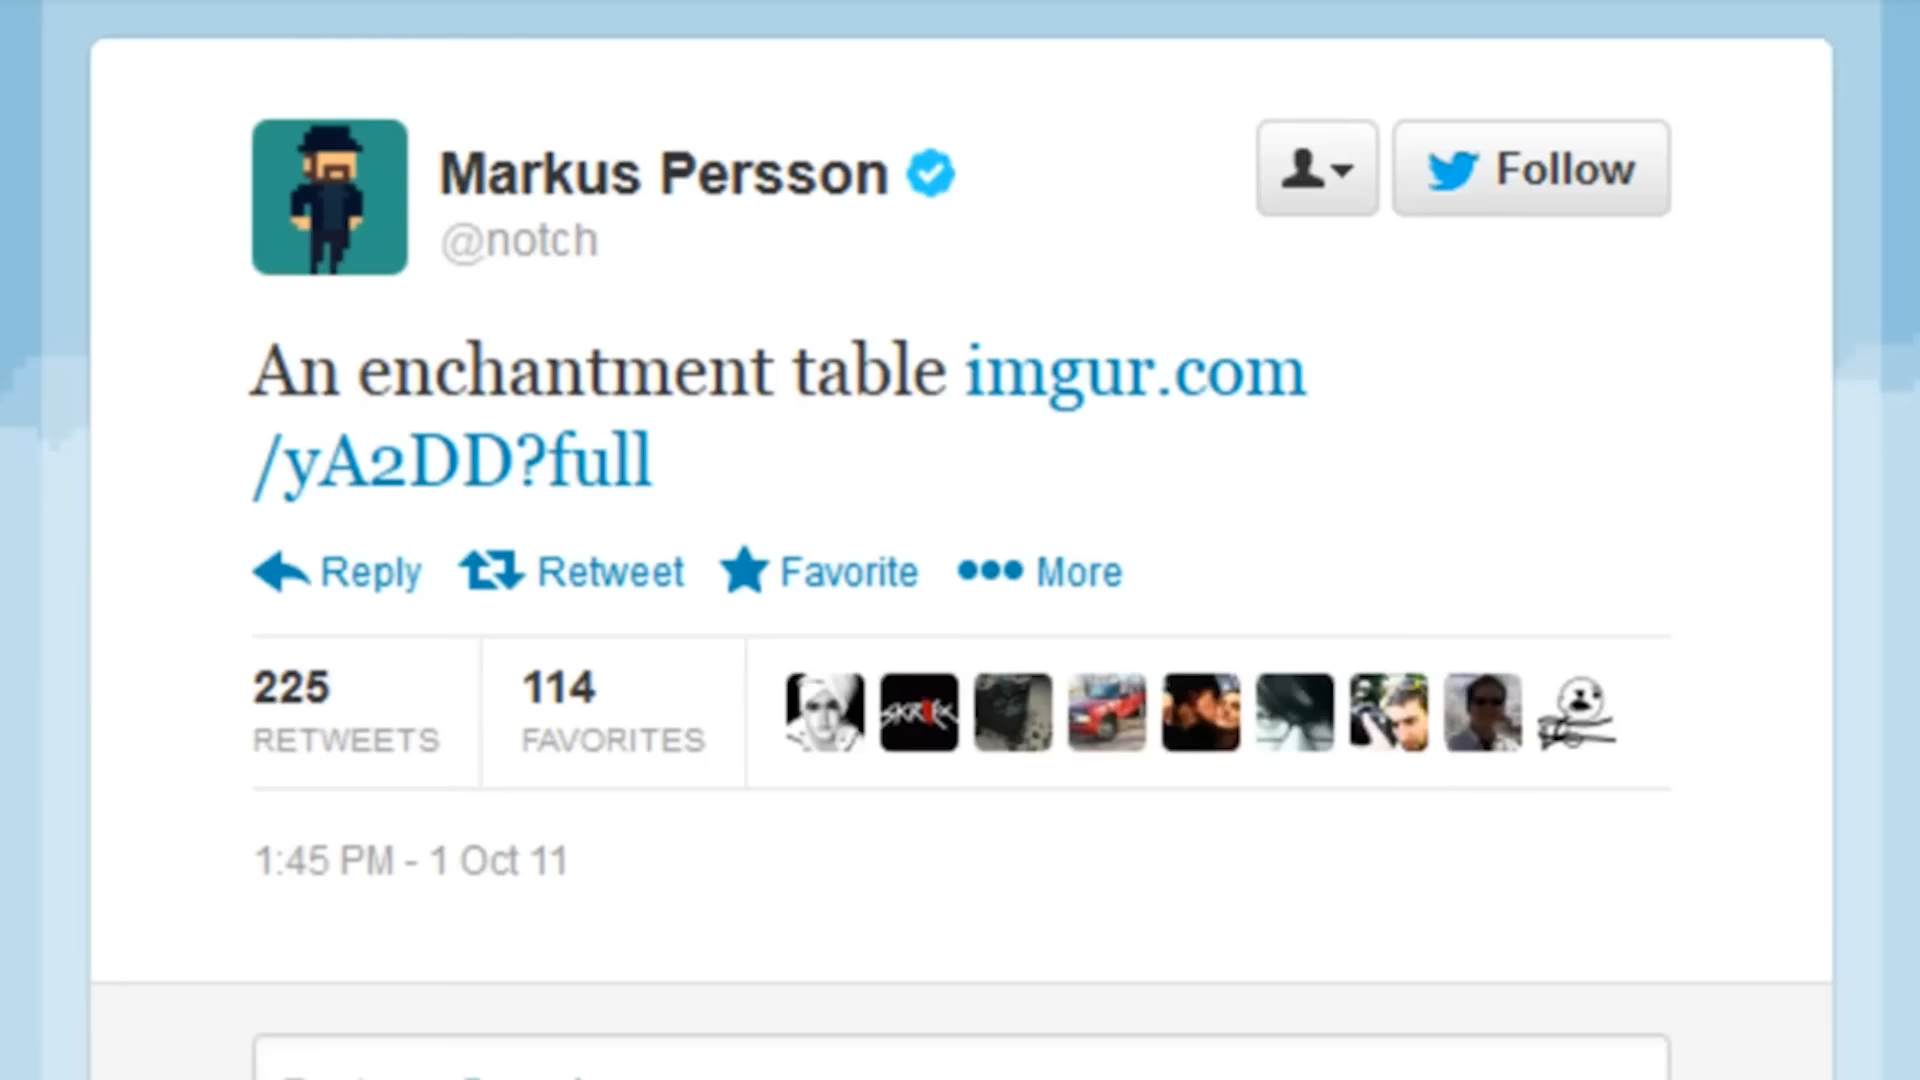 Markus Persson
@notch
Follow
An enchantment table imgur.com
/yA2DD?full
Reply Retweet Favorite More
225 114
RETWEETS FAVORITES
SKRILLEX
1:45 PM - 1 Oct 11